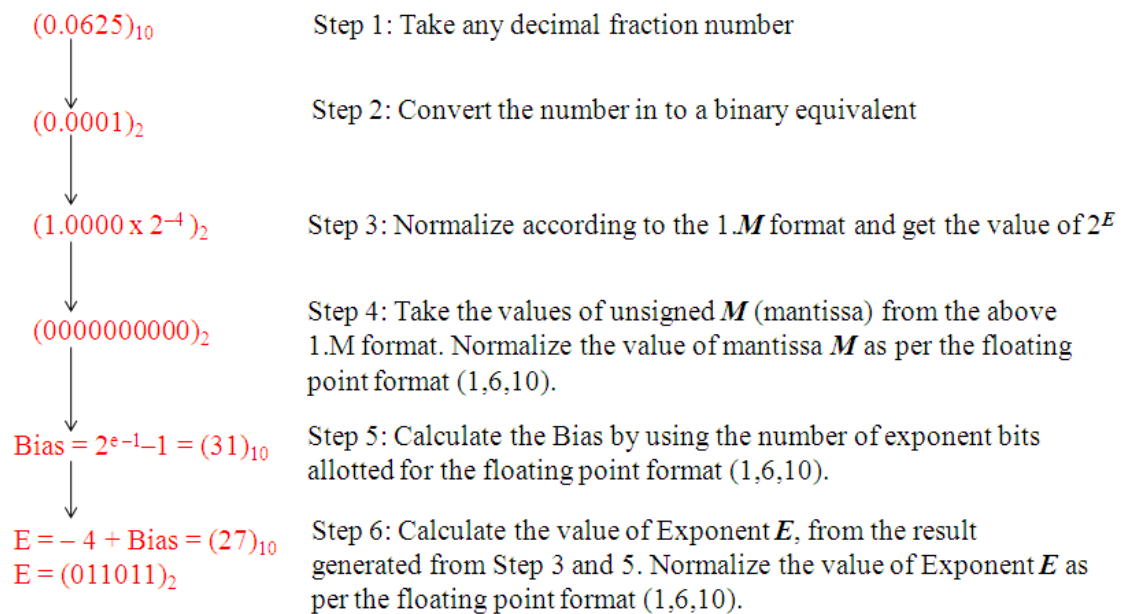 (0.0625)₁₀ Step 1: Take any decimal fraction number
(0.0001)₂ Step 2: Convert the number in to a binary equivalent
(1.0000 x 2⁻⁴)₂ Step 3: Normalize according to the 1.M format and get the value of 2ᴱ
(0000000000)₂ Step 4: Take the values of unsigned M (mantissa) from the above
1.M format. Normalize the value of mantissa M as per the floating
point format (1,6,10).
Bias = 2ᵉ⁻¹–1 = (31)₁₀ Step 5: Calculate the Bias by using the number of exponent bits
allotted for the floating point format (1,6,10).
E = – 4 + Bias = (27)₁₀ Step 6: Calculate the value of Exponent E, from the result
E = (011011)₂ generated from Step 3 and 5. Normalize the value of Exponent E as
per the floating point format (1,6,10).